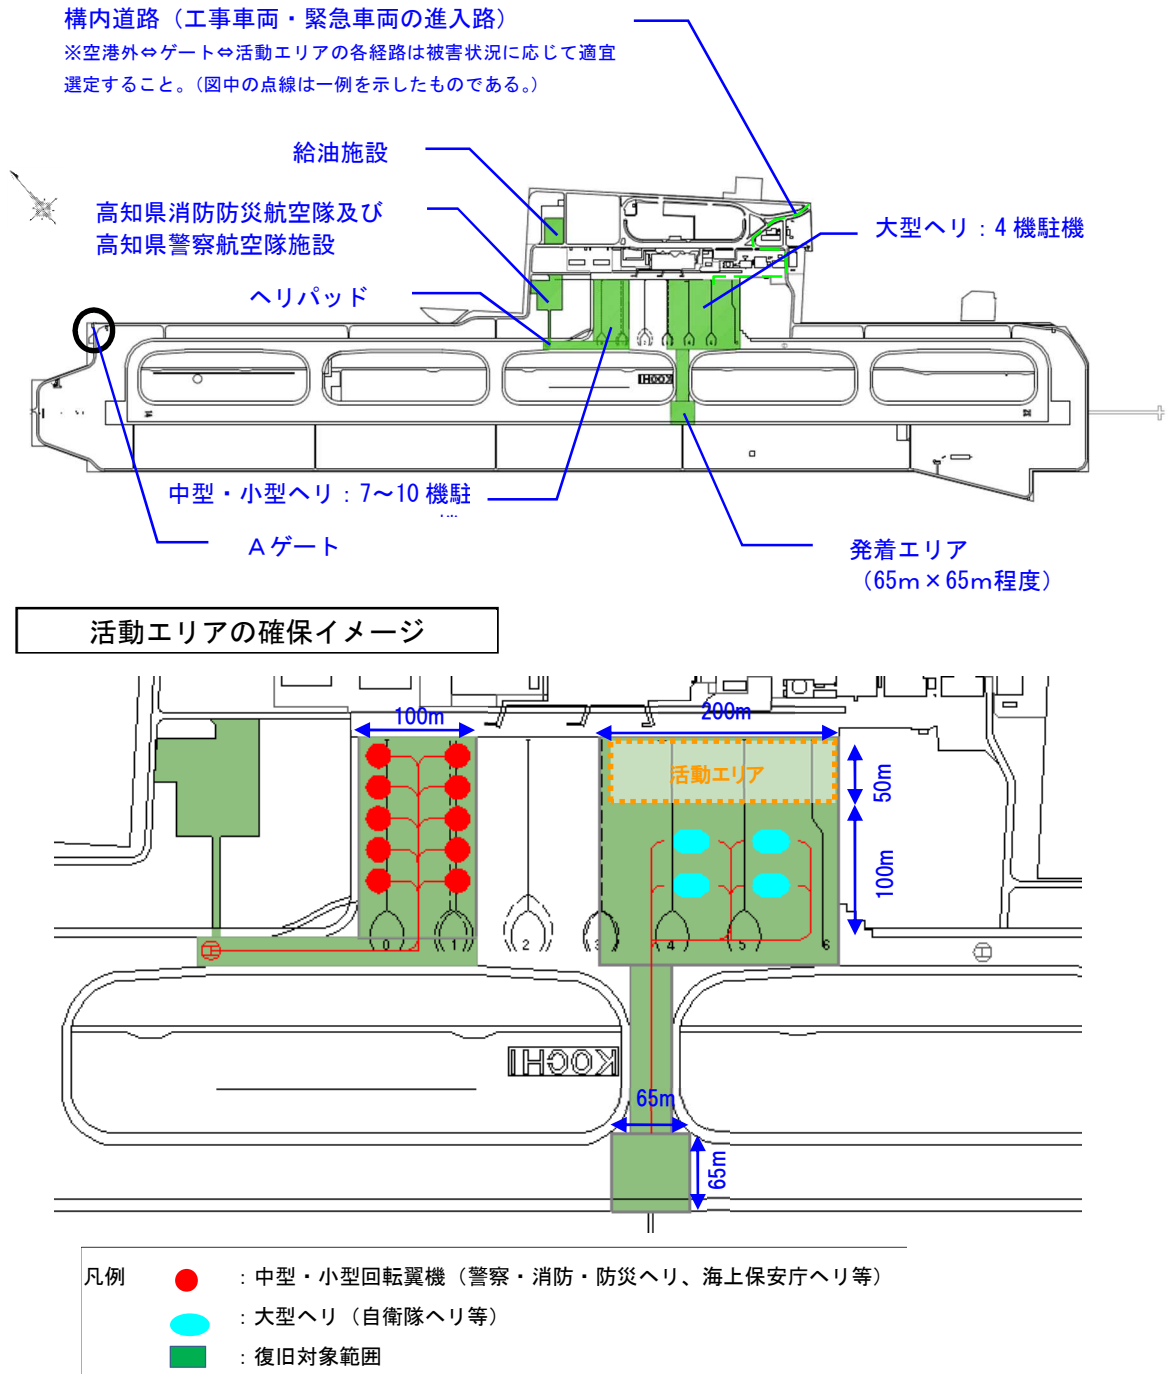 構内道路（工事車両・緊急車両の進入路）
※空港外⇔ゲート⇔活動エリアの各経路は被害状況に応じて適宜
選定すること。（図中の点線は一例を示したものである。）
給油施設
高知県消防防災航空隊及び
高知県警察航空隊施設
大型ヘリ：4 機駐機
ヘリパッド
KOCHI
中型・小型ヘリ：7～10 機駐
Ａゲート
発着エリア
（65ｍ×65ｍ程度）
活動エリアの確保イメージ
100m
200m
活動エリア
50m
100m
0
1
2
3
4
5
6
KOCHI
65m
65m
凡例
：中型・小型回転翼機（警察・消防・防災ヘリ、海上保安庁ヘリ等）
：大型ヘリ（自衛隊ヘリ等）
：復旧対象範囲